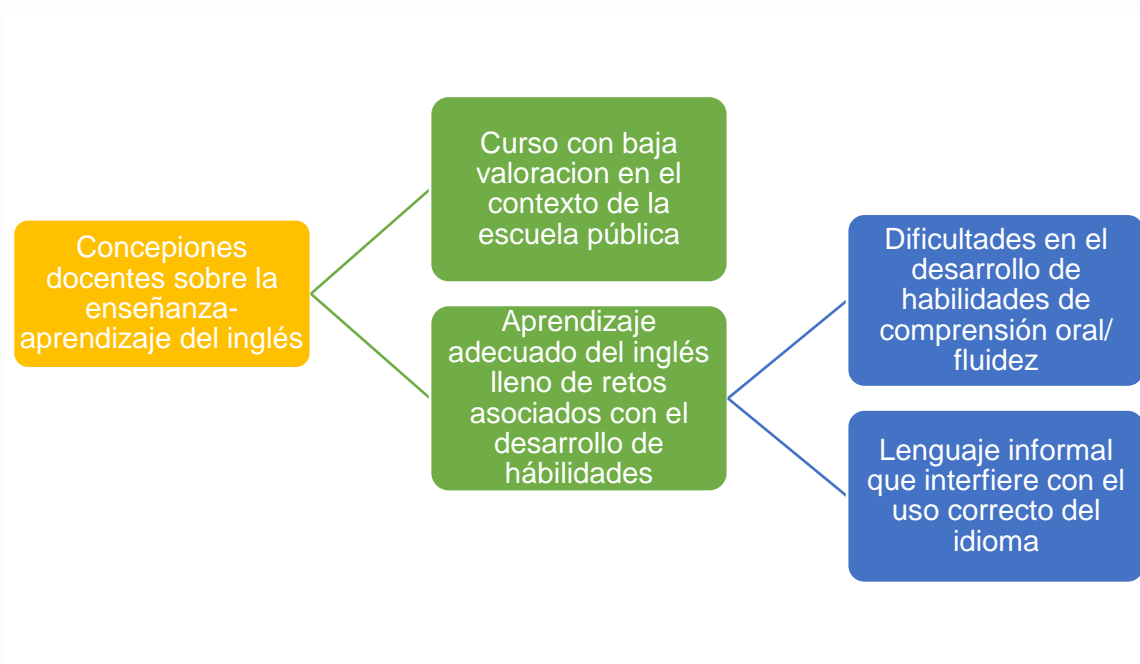 Concepiones
docentes sobre la
enseñanza-
aprendizaje del inglés
Curso con baja
valoracion en el
contexto de la
escuela pública
Aprendizaje
adecuado del inglés
lleno de retos
asociados con el
desarrollo de
hábilidades
Dificultades en el
desarrollo de
habilidades de
comprensión oral/
fluidez
Lenguaje informal
que interfiere con el
uso correcto del
idioma